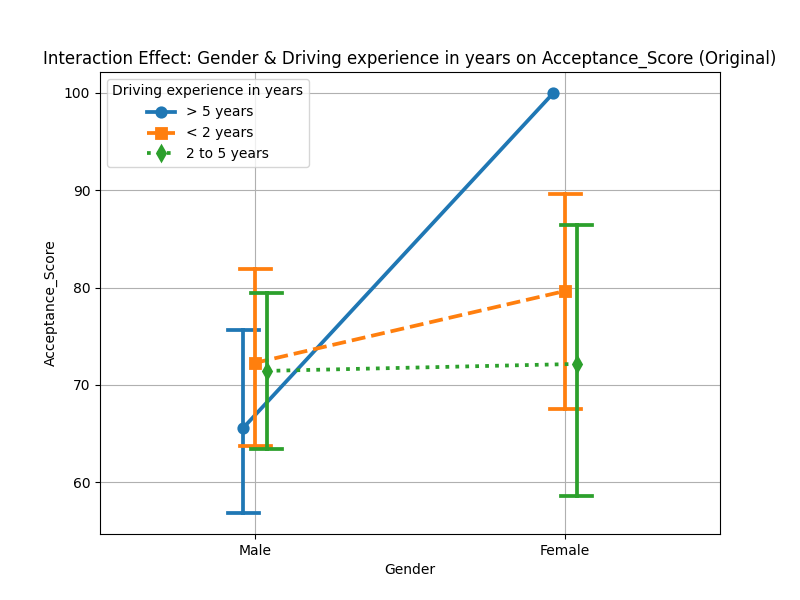 Interaction Effect: Gender & Driving experience in years on Acceptance_Score (Original)
Driving experience in years
> 5 years
< 2 years
2 to 5 years
100
90
80
70
60
Acceptance_Score
Male
Female
Gender